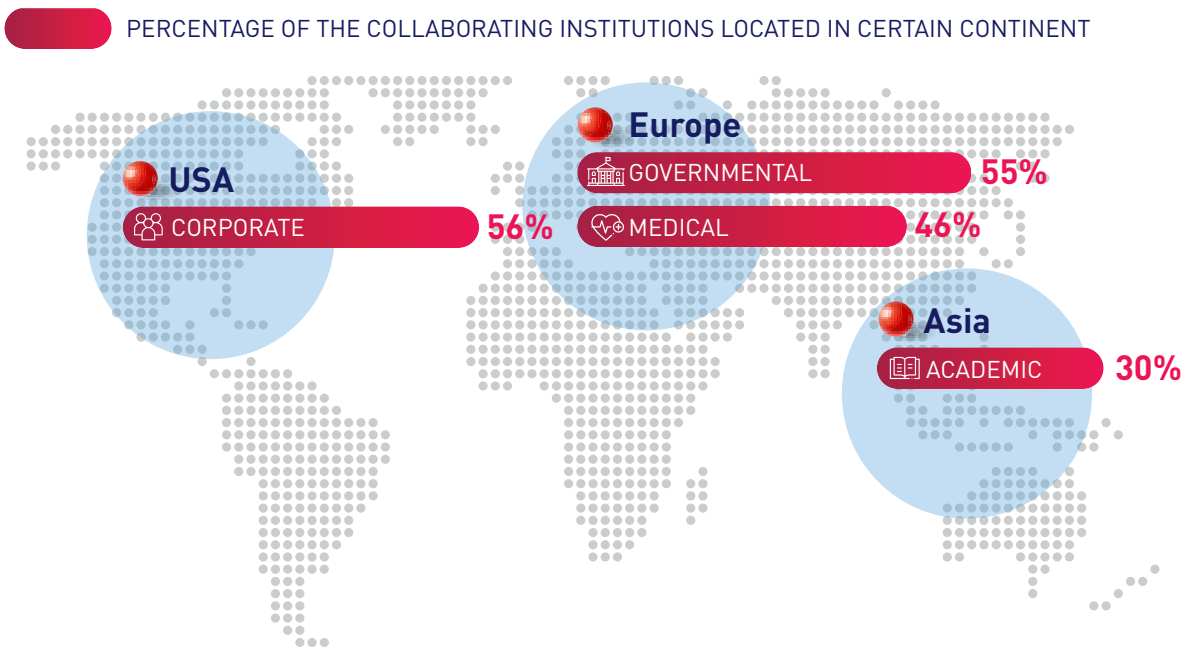 PERCENTAGE OF THE COLLABORATING INSTITUTIONS LOCATED IN CERTAIN CONTINENT
Europe
GOVERNMENTAL 55%
MEDICAL 46%
USA
CORPORATE 56%
Asia
ACADEMIC 30%